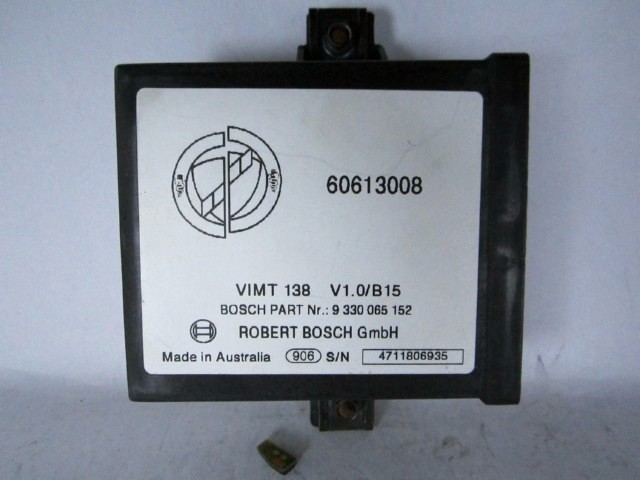 60613008
VIMT 138 V1.0/B15
BOSCH PART Nr.: 9 330 065 152
ROBERT BOSCH GmbH
Made in Australia 906 S/N 4711806935